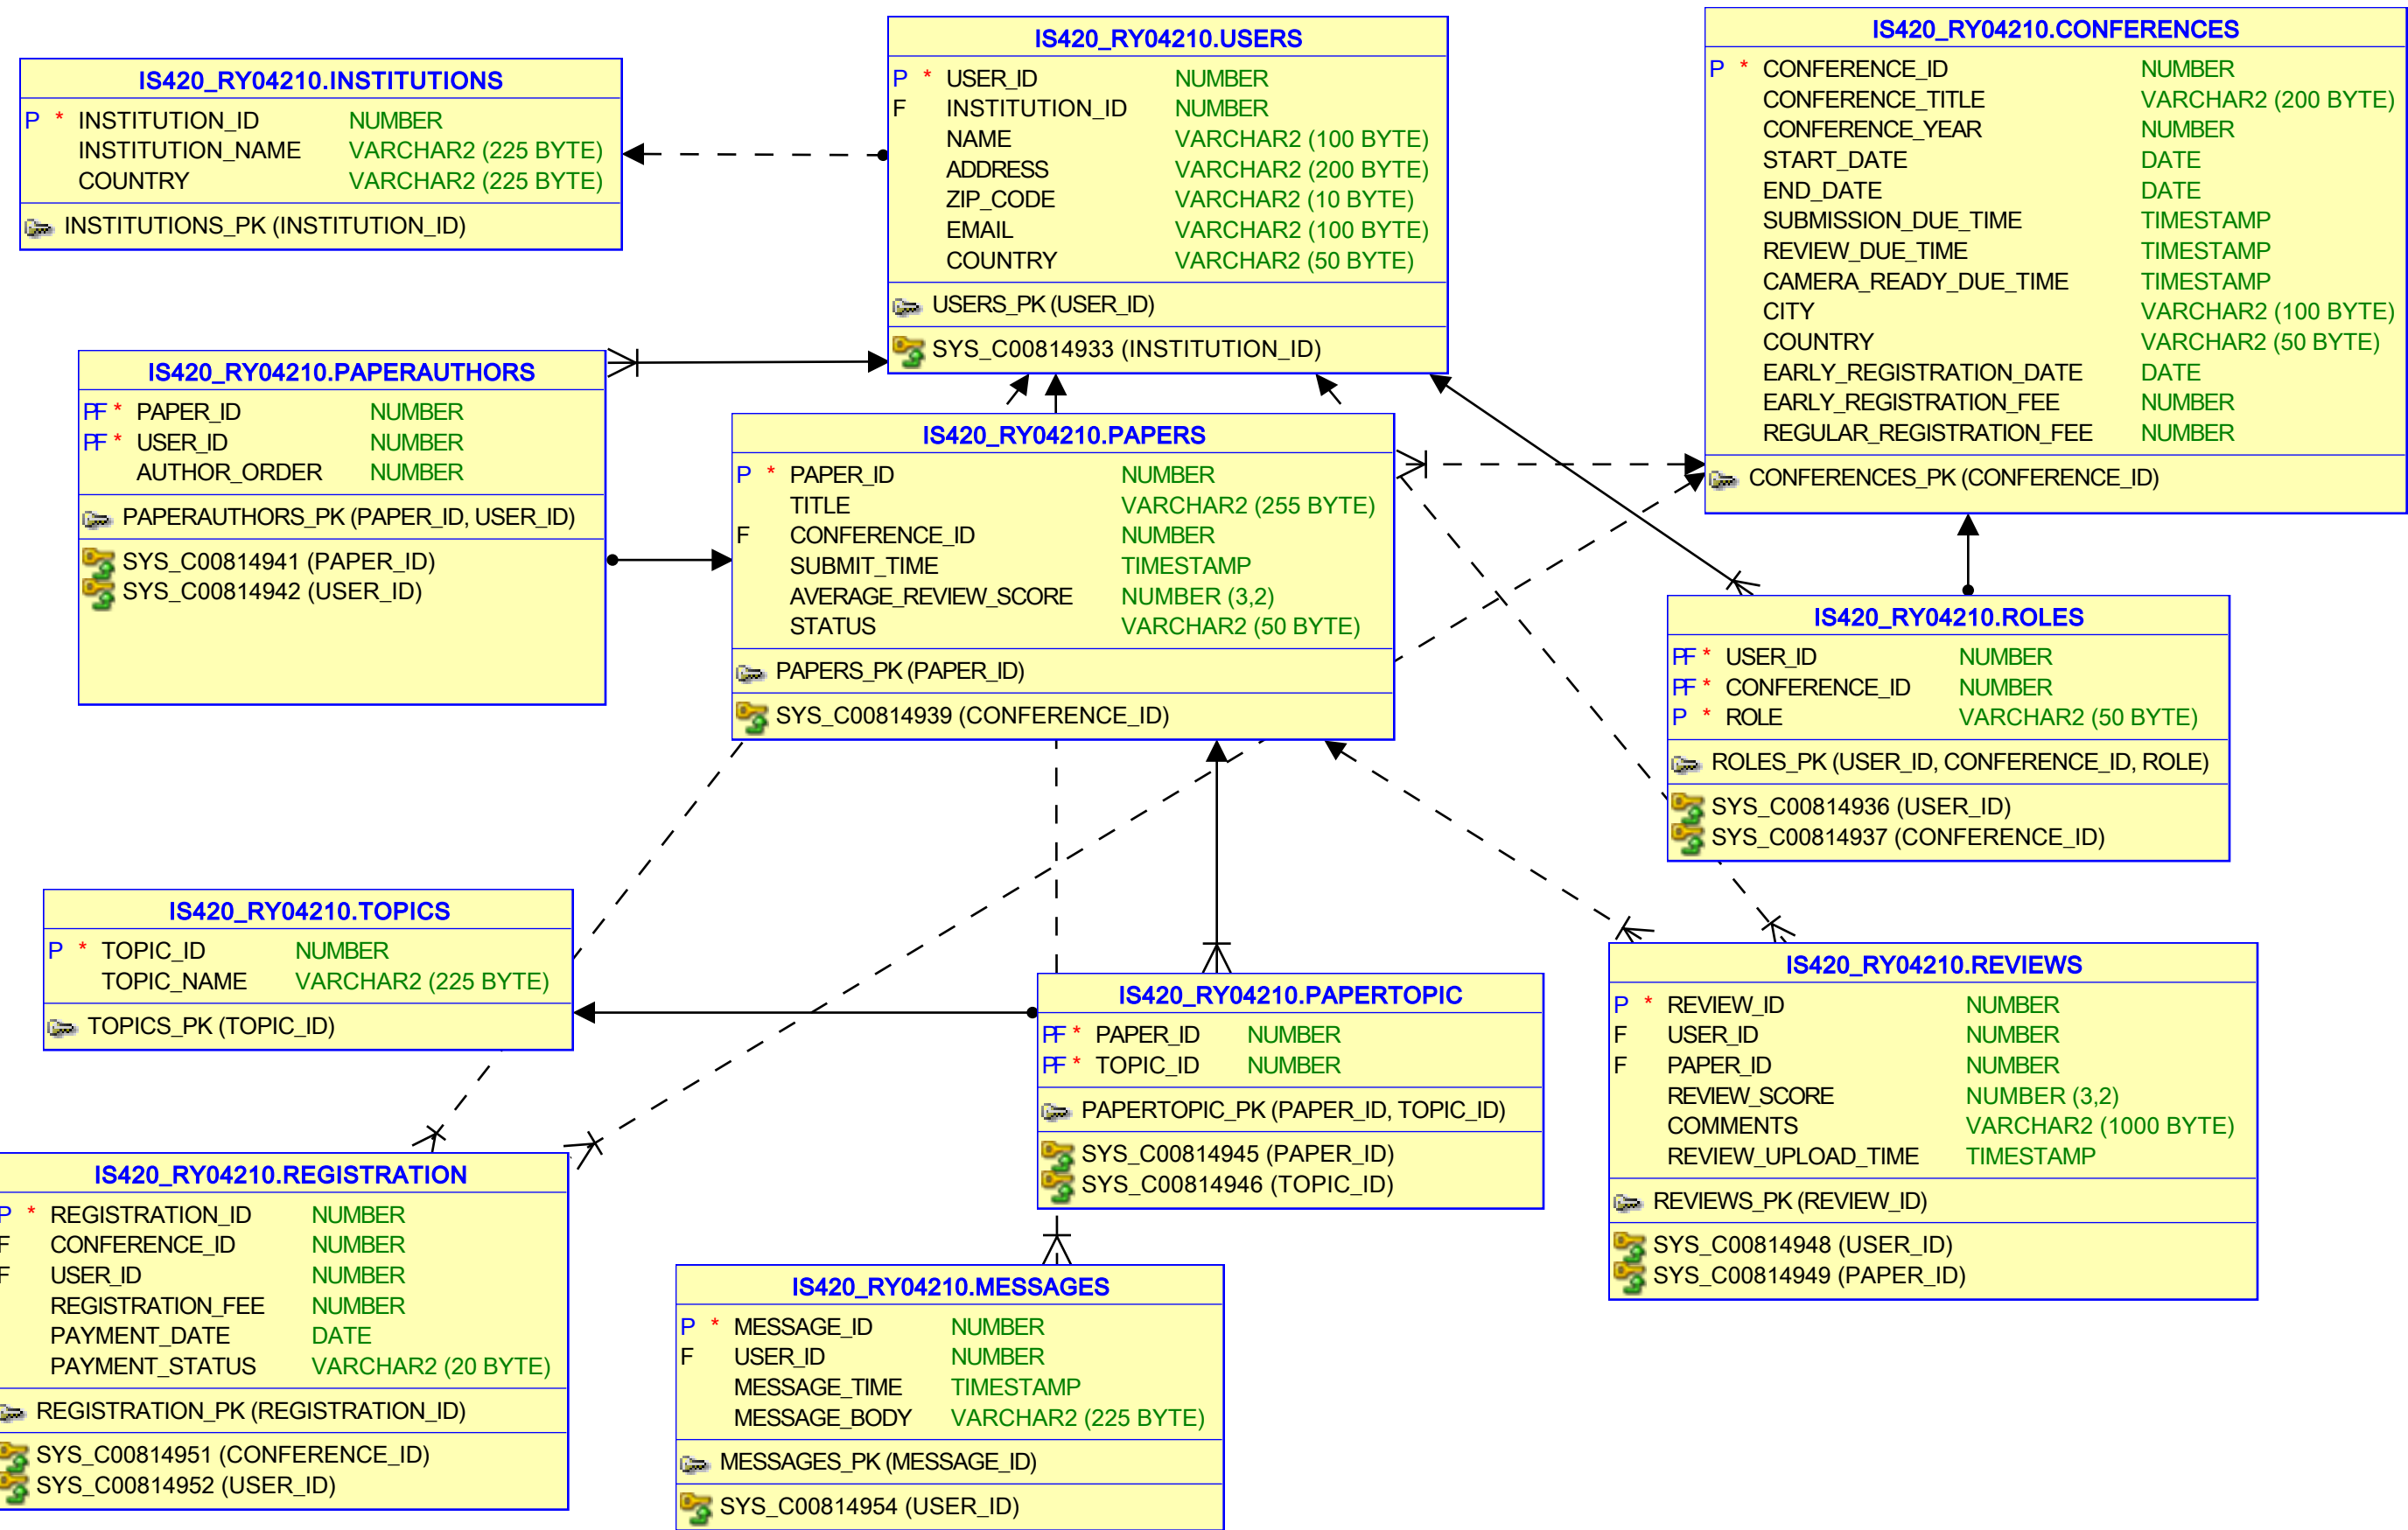 IS420_RY04210.INSTITUTIONS
P * INSTITUTION_ID NUMBER
INSTITUTION_NAME VARCHAR2 (225 BYTE)
COUNTRY VARCHAR2 (225 BYTE)
INSTITUTIONS_PK (INSTITUTION_ID)
IS420_RY04210.USERS
P * USER_ID NUMBER
F INSTITUTION_ID NUMBER
NAME VARCHAR2 (100 BYTE)
ADDRESS VARCHAR2 (200 BYTE)
ZIP_CODE VARCHAR2 (10 BYTE)
EMAIL VARCHAR2 (100 BYTE)
COUNTRY VARCHAR2 (50 BYTE)
USERS_PK (USER_ID)
SYS_C00814933 (INSTITUTION_ID)
IS420_RY04210.CONFERENCES
P * CONFERENCE_ID NUMBER
CONFERENCE_TITLE VARCHAR2 (200 BYTE)
CONFERENCE_YEAR NUMBER
START_DATE DATE
END_DATE DATE
SUBMISSION_DUE_TIME TIMESTAMP
REVIEW_DUE_TIME TIMESTAMP
CAMERA_READY_DUE_TIME TIMESTAMP
CITY VARCHAR2 (100 BYTE)
COUNTRY VARCHAR2 (50 BYTE)
EARLY_REGISTRATION_DATE DATE
EARLY_REGISTRATION_FEE NUMBER
REGULAR_REGISTRATION_FEE NUMBER
CONFERENCES_PK (CONFERENCE_ID)
IS420_RY04210.PAPERAUTHORS
PF * PAPER_ID NUMBER
PF * USER_ID NUMBER
AUTHOR_ORDER NUMBER
PAPERAUTHORS_PK (PAPER_ID, USER_ID)
SYS_C00814941 (PAPER_ID)
SYS_C00814942 (USER_ID)
IS420_RY04210.PAPERS
P * PAPER_ID NUMBER
TITLE VARCHAR2 (255 BYTE)
F CONFERENCE_ID NUMBER
SUBMIT_TIME TIMESTAMP
AVERAGE_REVIEW_SCORE NUMBER (3,2)
STATUS VARCHAR2 (50 BYTE)
PAPERS_PK (PAPER_ID)
SYS_C00814939 (CONFERENCE_ID)
IS420_RY04210.ROLES
PF * USER_ID NUMBER
PF * CONFERENCE_ID NUMBER
P * ROLE VARCHAR2 (50 BYTE)
ROLES_PK (USER_ID, CONFERENCE_ID, ROLE)
SYS_C00814936 (USER_ID)
SYS_C00814937 (CONFERENCE_ID)
IS420_RY04210.TOPICS
P * TOPIC_ID NUMBER
TOPIC_NAME VARCHAR2 (225 BYTE)
TOPICS_PK (TOPIC_ID)
IS420_RY04210.PAPERTOPIC
PF * PAPER_ID NUMBER
PF * TOPIC_ID NUMBER
PAPERTOPIC_PK (PAPER_ID, TOPIC_ID)
SYS_C00814945 (PAPER_ID)
SYS_C00814946 (TOPIC_ID)
IS420_RY04210.REVIEWS
P * REVIEW_ID NUMBER
F USER_ID NUMBER
F PAPER_ID NUMBER
REVIEW_SCORE NUMBER (3,2)
COMMENTS VARCHAR2 (1000 BYTE)
REVIEW_UPLOAD_TIME TIMESTAMP
REVIEWS_PK (REVIEW_ID)
SYS_C00814948 (USER_ID)
SYS_C00814949 (PAPER_ID)
IS420_RY04210.REGISTRATION
P * REGISTRATION_ID NUMBER
F CONFERENCE_ID NUMBER
F USER_ID NUMBER
REGISTRATION_FEE NUMBER
PAYMENT_DATE DATE
PAYMENT_STATUS VARCHAR2 (20 BYTE)
REGISTRATION_PK (REGISTRATION_ID)
SYS_C00814951 (CONFERENCE_ID)
SYS_C00814952 (USER_ID)
IS420_RY04210.MESSAGES
P * MESSAGE_ID NUMBER
F USER_ID NUMBER
MESSAGE_TIME TIMESTAMP
MESSAGE_BODY VARCHAR2 (225 BYTE)
MESSAGES_PK (MESSAGE_ID)
SYS_C00814954 (USER_ID)